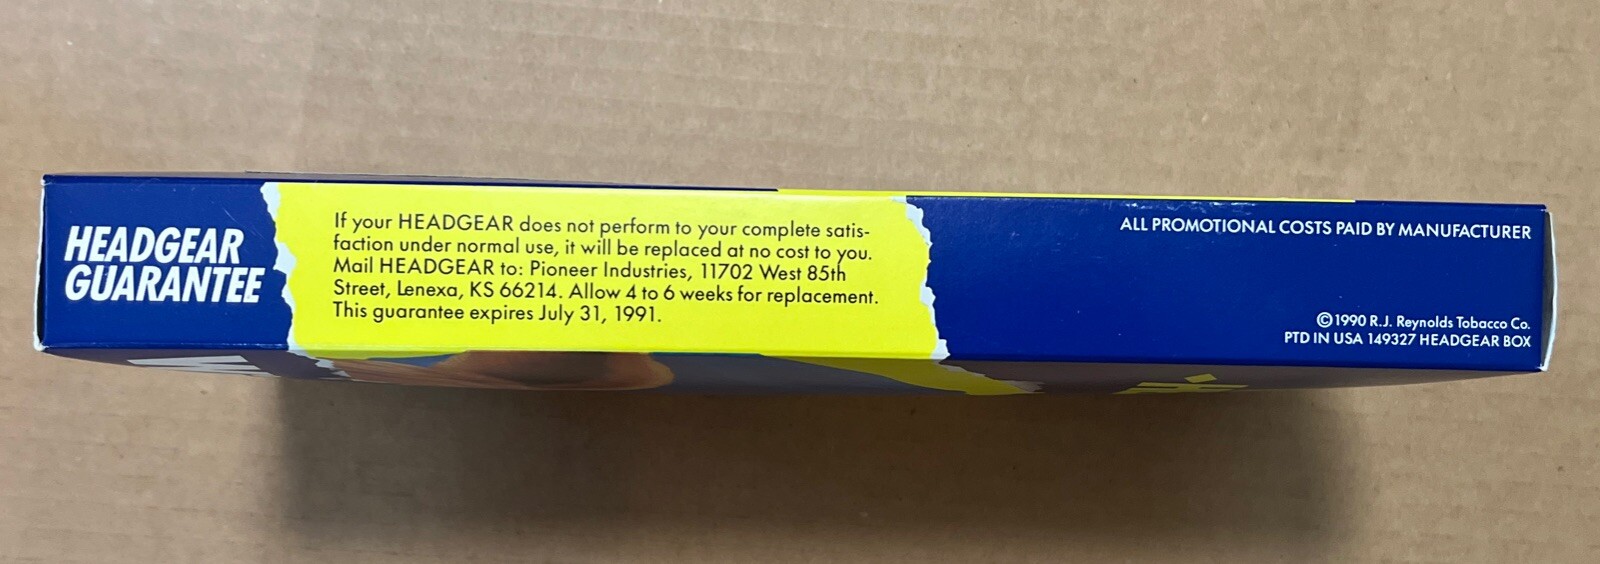 HEADGEAR
GUARANTEE
If your HEADGEAR does not perform to your complete satis-
faction under normal use, it will be replaced at no cost to you.
Mail HEADGEAR to: Pioneer Industries, 11702 West 85th
Street, Lenexa, KS 66214. Allow 4 to 6 weeks for replacement.
This guarantee expires July 31, 1991.
ALL PROMOTIONAL COSTS PAID BY MANUFACTURER
©1990 R.J. Reynolds Tobacco Co.
PTD IN USA 149327 HEADGEAR BOX